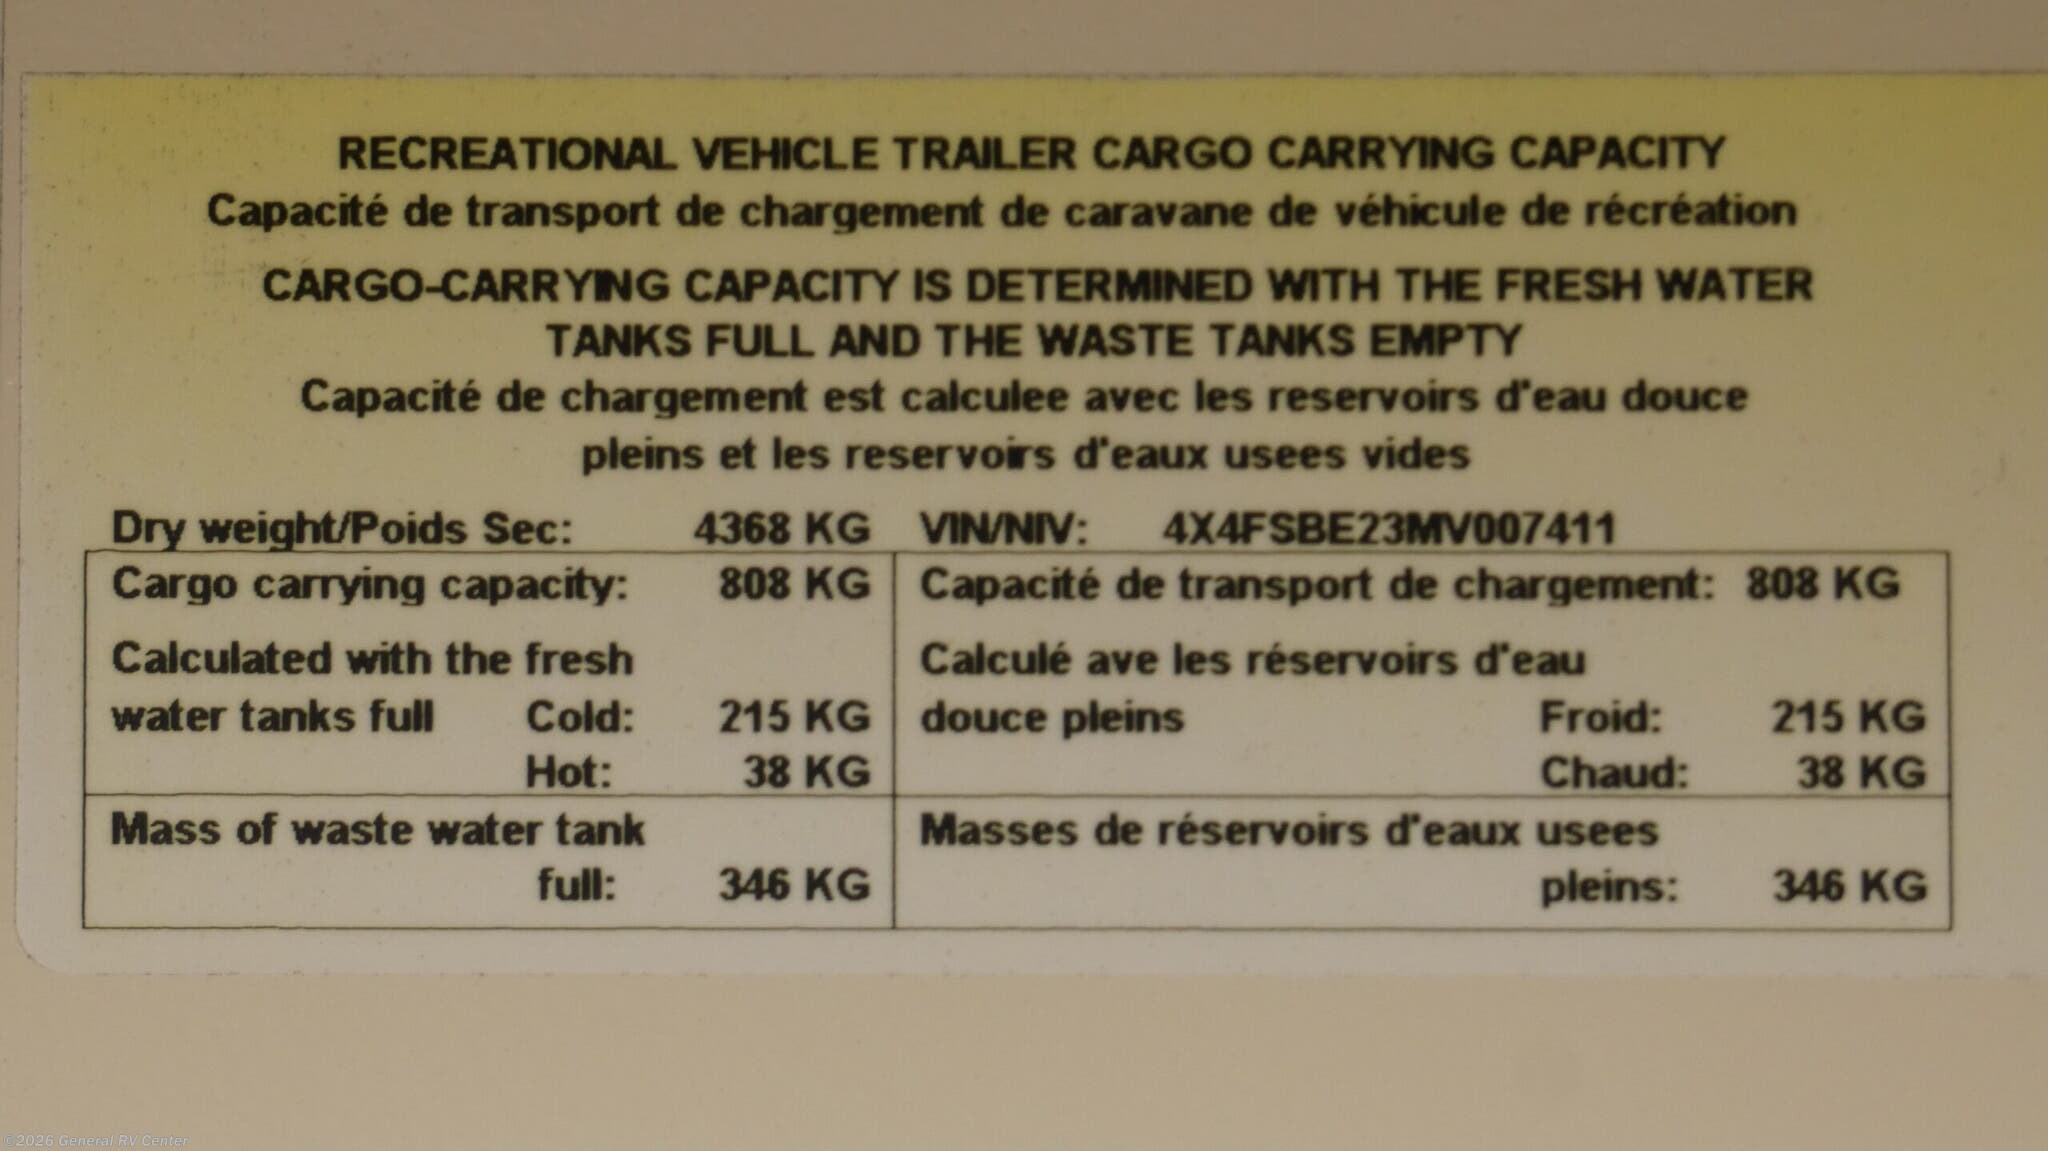 RECREATIONAL VEHICLE TRAILER CARGO CARRYING CAPACITY
Capacité de transport de chargement de caravane de véhicule de récréation
CARGO-CARRYING CAPACITY IS DETERMINED WITH THE FRESH WATER
TANKS FULL AND THE WASTE TANKS EMPTY
Capacité de chargement est calculee avec les reservoirs d'eau douce
pleins et les reservoirs d'eaux usees vides
Dry weight/Poids Sec: 4368 KG VIN/NIV: 4X4FSBE23MV007411
Cargo carrying capacity: 808 KG Capacité de transport de chargement: 808 KG
Calculated with the fresh Calculé ave les réservoirs d'eau
water tanks full Cold: 215 KG douce pleins Froid: 215 KG
Hot: 38 KG Chaud: 38 KG
Mass of waste water tank Masses de réservoirs d'eaux usees
full: 346 KG pleins: 346 KG
©2026 General RV Center